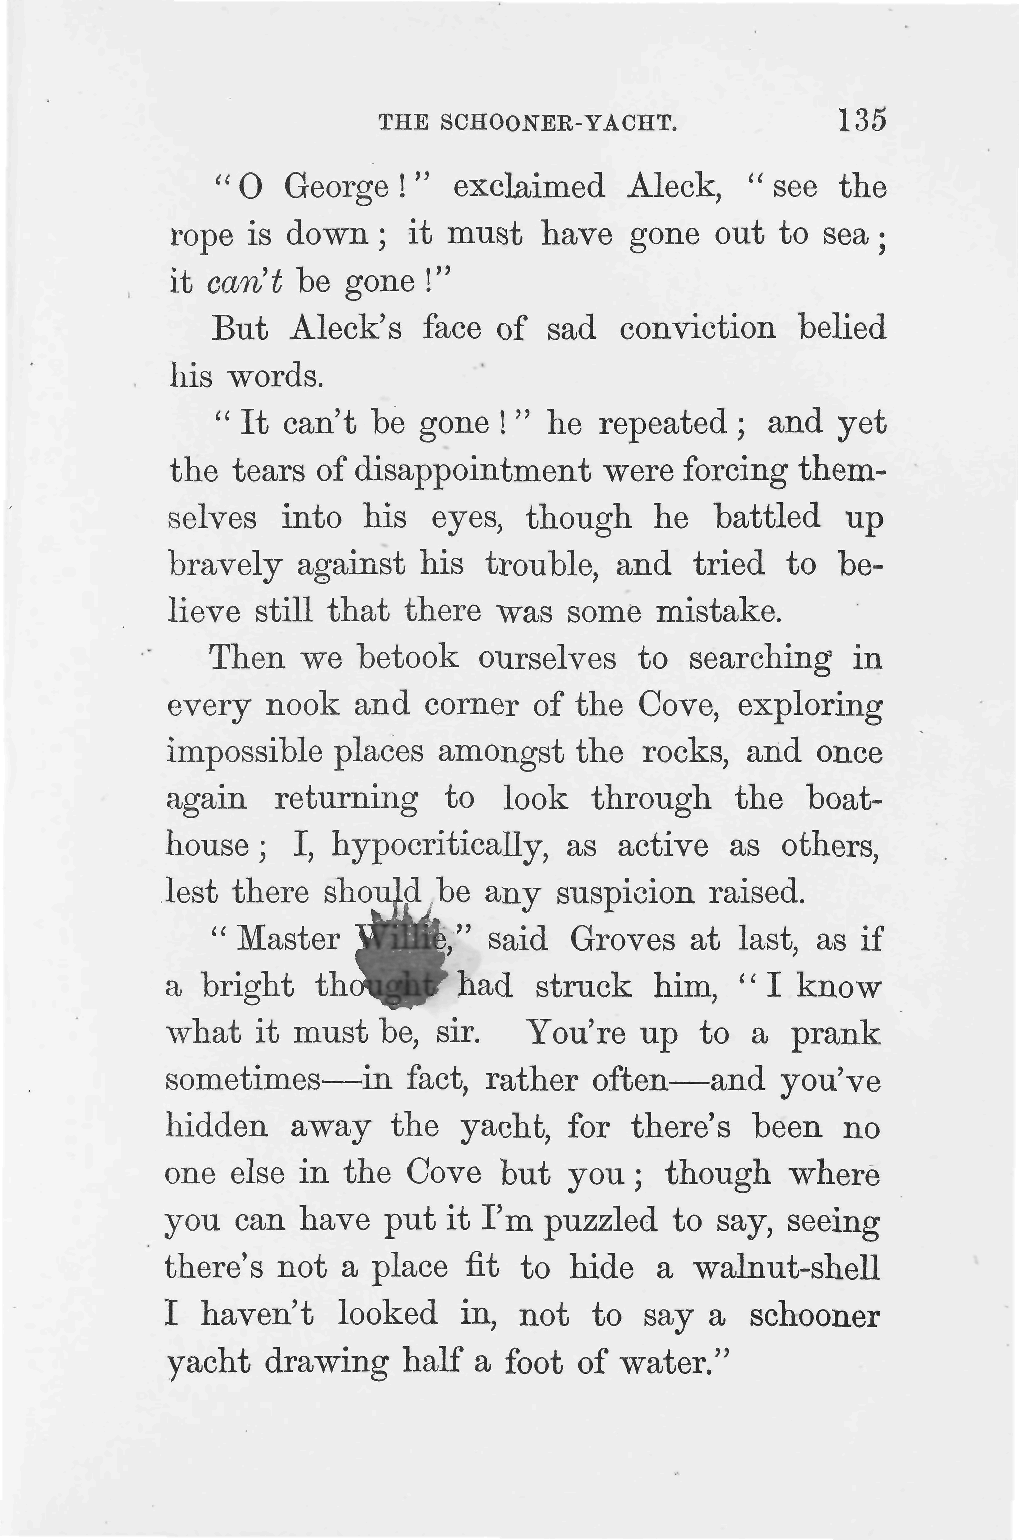 THE SCHOONER-YACHT. 135
“O George!” exclaimed Aleck, “see the
rope is down; it must have gone out to sea;
it can’t be gone!”
But Aleck’s face of sad conviction belied
his words.
“It can’t be gone!” he repeated; and yet
the tears of disappointment were forcing them-
selves into his eyes, though he battled up
bravely against his trouble, and tried to be-
lieve still that there was some mistake.
Then we betook ourselves to searching in
every nook and corner of the Cove, exploring
impossible places amongst the rocks, and once
again returning to look through the boat-
house; I, hypocritically, as active as others,
lest there should be any suspicion raised.
“Master Willie,” said Groves at last, as if
a bright thought had struck him, “I know
what it must be, sir. You’re up to a prank
sometimes—in fact, rather often—and you’ve
hidden away the yacht, for there’s been no
one else in the Cove but you; though where
you can have put it I’m puzzled to say, seeing
there’s not a place fit to hide a walnut-shell
I haven’t looked in, not to say a schooner
yacht drawing half a foot of water.”